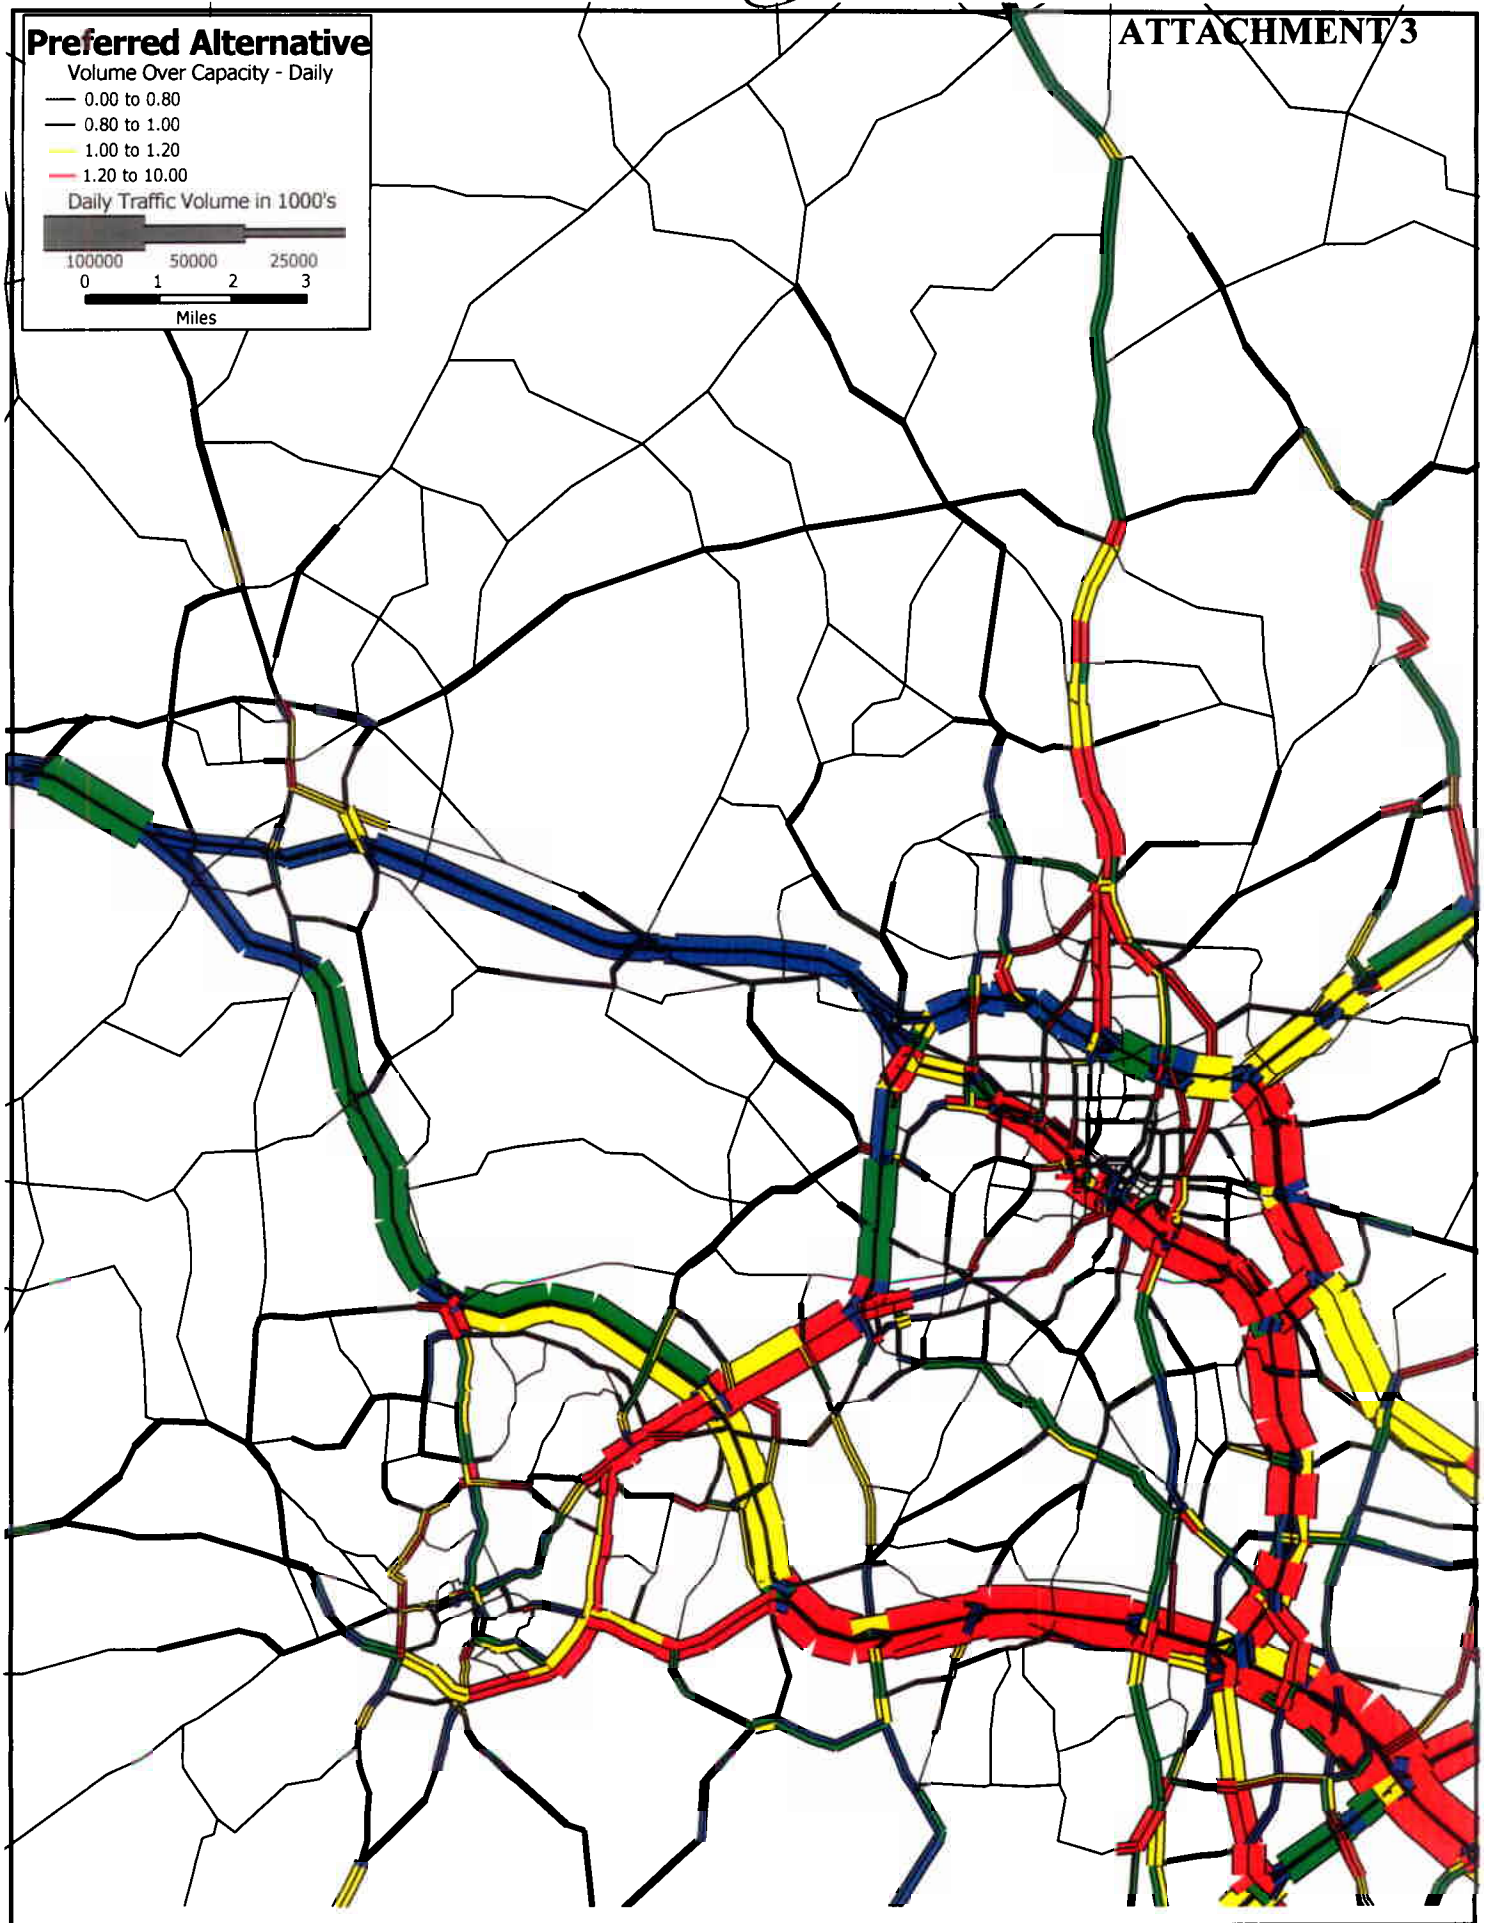 ATTACHMENT 3
Preferred Alternative
Volume Over Capacity - Daily
0.00 to 0.80
0.80 to 1.00
1.00 to 1.20
1.20 to 10.00
Daily Traffic Volume in 1000's
100000 50000 25000
0 1 2 3
Miles